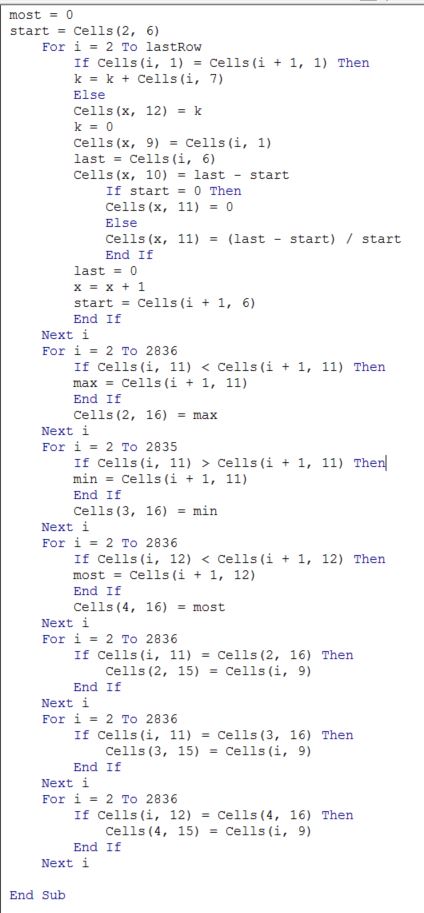 most = 0
start = Cells(2, 6)
    For i = 2 To lastRow
        If Cells(i, 1) = Cells(i + 1, 1) Then
        k = k + Cells(i, 7)
        Else
        Cells(x, 12) = k
        k = 0
        Cells(x, 9) = Cells(i, 1)
        last = Cells(i, 6)
        Cells(x, 10) = last - start
            If start = 0 Then
            Cells(x, 11) = 0
            Else
            Cells(x, 11) = (last - start) / start
            End If
        last = 0
        x = x + 1
        start = Cells(i + 1, 6)
        End If
    Next i
    For i = 2 To 2836
        If Cells(i, 11) < Cells(i + 1, 11) Then
        max = Cells(i + 1, 11)
        End If
        Cells(2, 16) = max
    Next i
    For i = 2 To 2835
        If Cells(i, 11) > Cells(i + 1, 11) Then
        min = Cells(i + 1, 11)
        End If
        Cells(3, 16) = min
    Next i
    For i = 2 To 2836
        If Cells(i, 12) < Cells(i + 1, 12) Then
        most = Cells(i + 1, 12)
        End If
        Cells(4, 16) = most
    Next i
    For i = 2 To 2836
        If Cells(i, 11) = Cells(2, 16) Then
            Cells(2, 15) = Cells(i, 9)
        End If
    Next i
    For i = 2 To 2836
        If Cells(i, 11) = Cells(3, 16) Then
            Cells(3, 15) = Cells(i, 9)
        End If
    Next i
    For i = 2 To 2836
        If Cells(i, 12) = Cells(4, 16) Then
            Cells(4, 15) = Cells(i, 9)
        End If
    Next i

End Sub